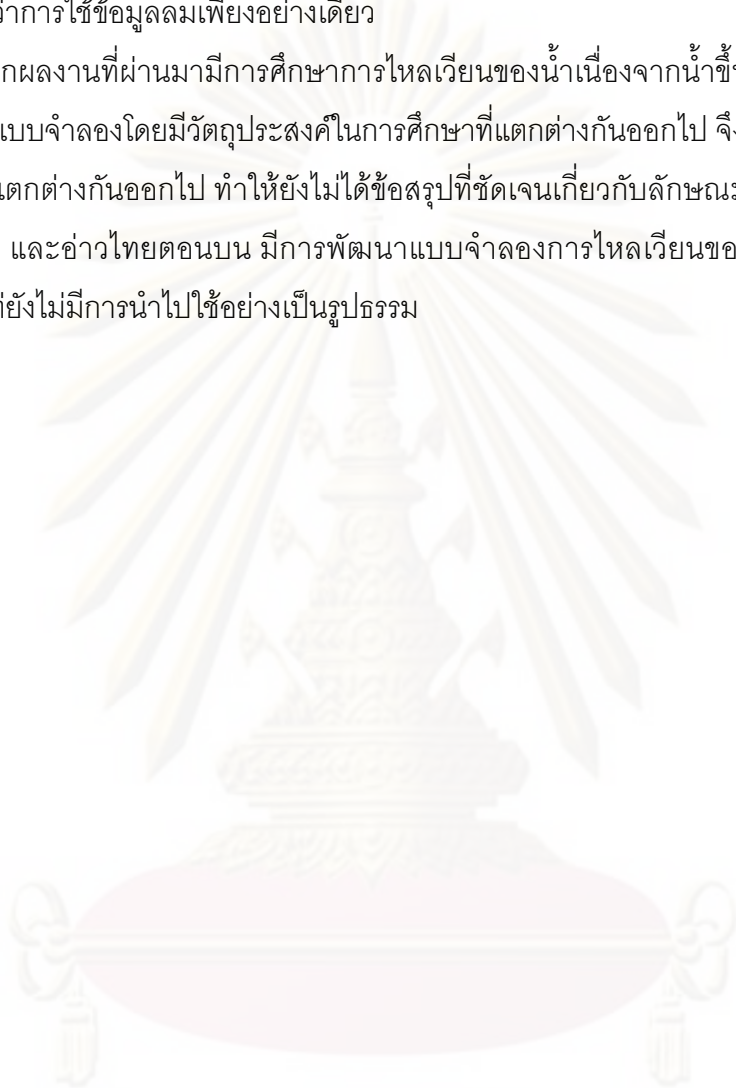 ว่าการใช้ข้อมูลลมเพียงอย่างเดียว
กผลงานที่ผ่านมามีการศึกษาการไหลเวียนของน้ำเนื่องจากน้ำขึ้น
แบบจำลองโดยมีวัตถุประสงค์ในการศึกษาที่แตกต่างกันออกไป จึง
แตกต่างกันออกไป ทำให้ยังไม่ได้ข้อสรุปที่ชัดเจนเกี่ยวกับลักษณะ
และอ่าวไทยตอนบน มีการพัฒนาแบบจำลองการไหลเวียนขอ
ยังไม่มีการนำไปใช้อย่างเป็นรูปธรรม